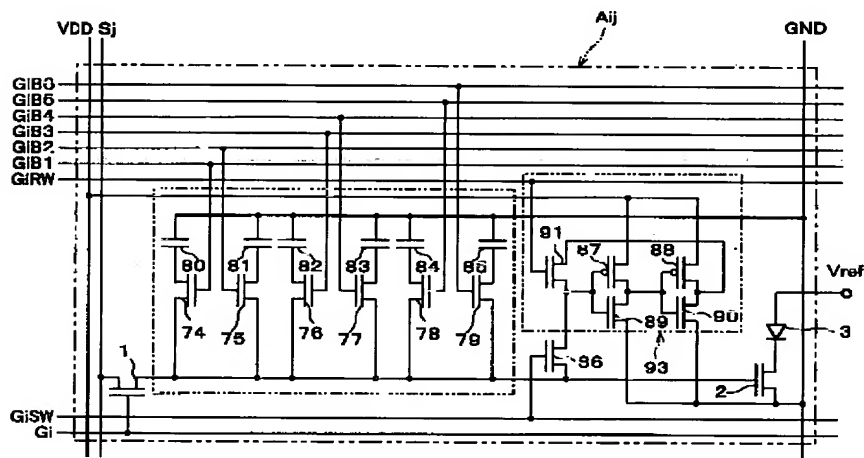 VDD Sj Aij GND
GiB6
GiB5
GiB4
GiB3
GiB2
GiB1
GiRW
91 87 88
80 81 82 83 84 85
Vref
74 75 76 77 78 79
89 90
3
1 86 93
2
GiSW
Gi